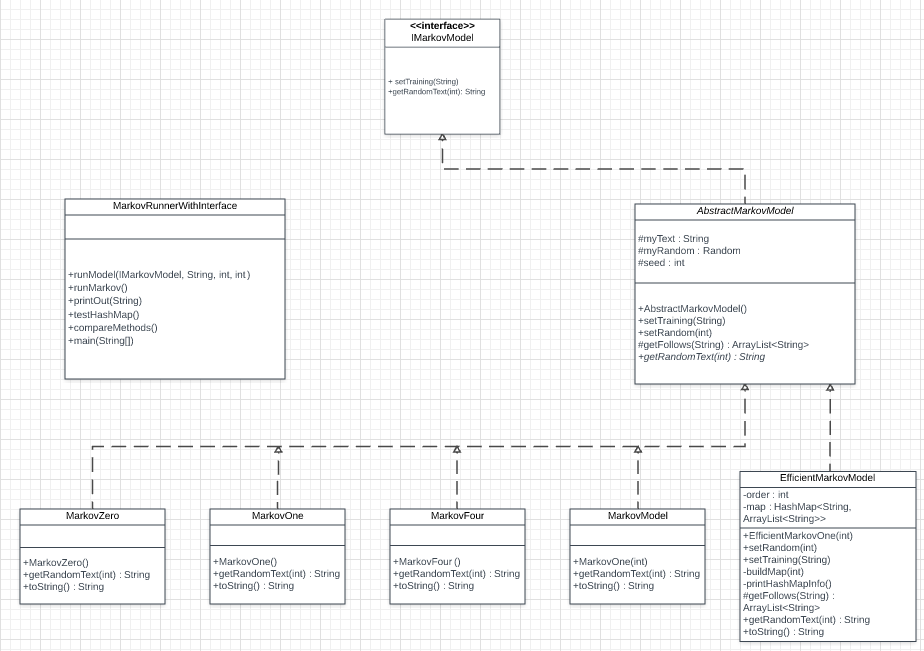 <<interface>>
IMarkovModel
+ setTraining(String)
+getRandomText(int): String
MarkovRunnerWithInterface
+runModel(IMarkovModel, String, int, int)
+runMarkov()
+printOut(String)
+testHashMap()
+compareMethods()
+main(String[])
AbstractMarkovModel
#myText : String
#myRandom : Random
#seed : int
+AbstractMarkovModel()
+setTraining(String)
+setRandom(int)
#getFollows(String) : ArrayList<String>
+getRandomText(int) : String
MarkovZero
+MarkovZero()
+getRandomText(int) : String
+toString() : String
MarkovOne
+MarkovOne()
+getRandomText(int) : String
+toString() : String
MarkovFour
+MarkovFour ()
+getRandomText(int) : String
+toString() : String
MarkovModel
+MarkovOne(int)
+getRandomText(int) : String
+toString() : String
EfficientMarkovModel
-order : int
-map : HashMap<String,
ArrayList<String>>
+EfficientMarkovOne(int)
+setRandom(int)
+setTraining(String)
-buildMap(int)
-printHashMapInfo()
#getFollows(String) :
ArrayList<String>
+getRandomText(int) : String
+toString() : String